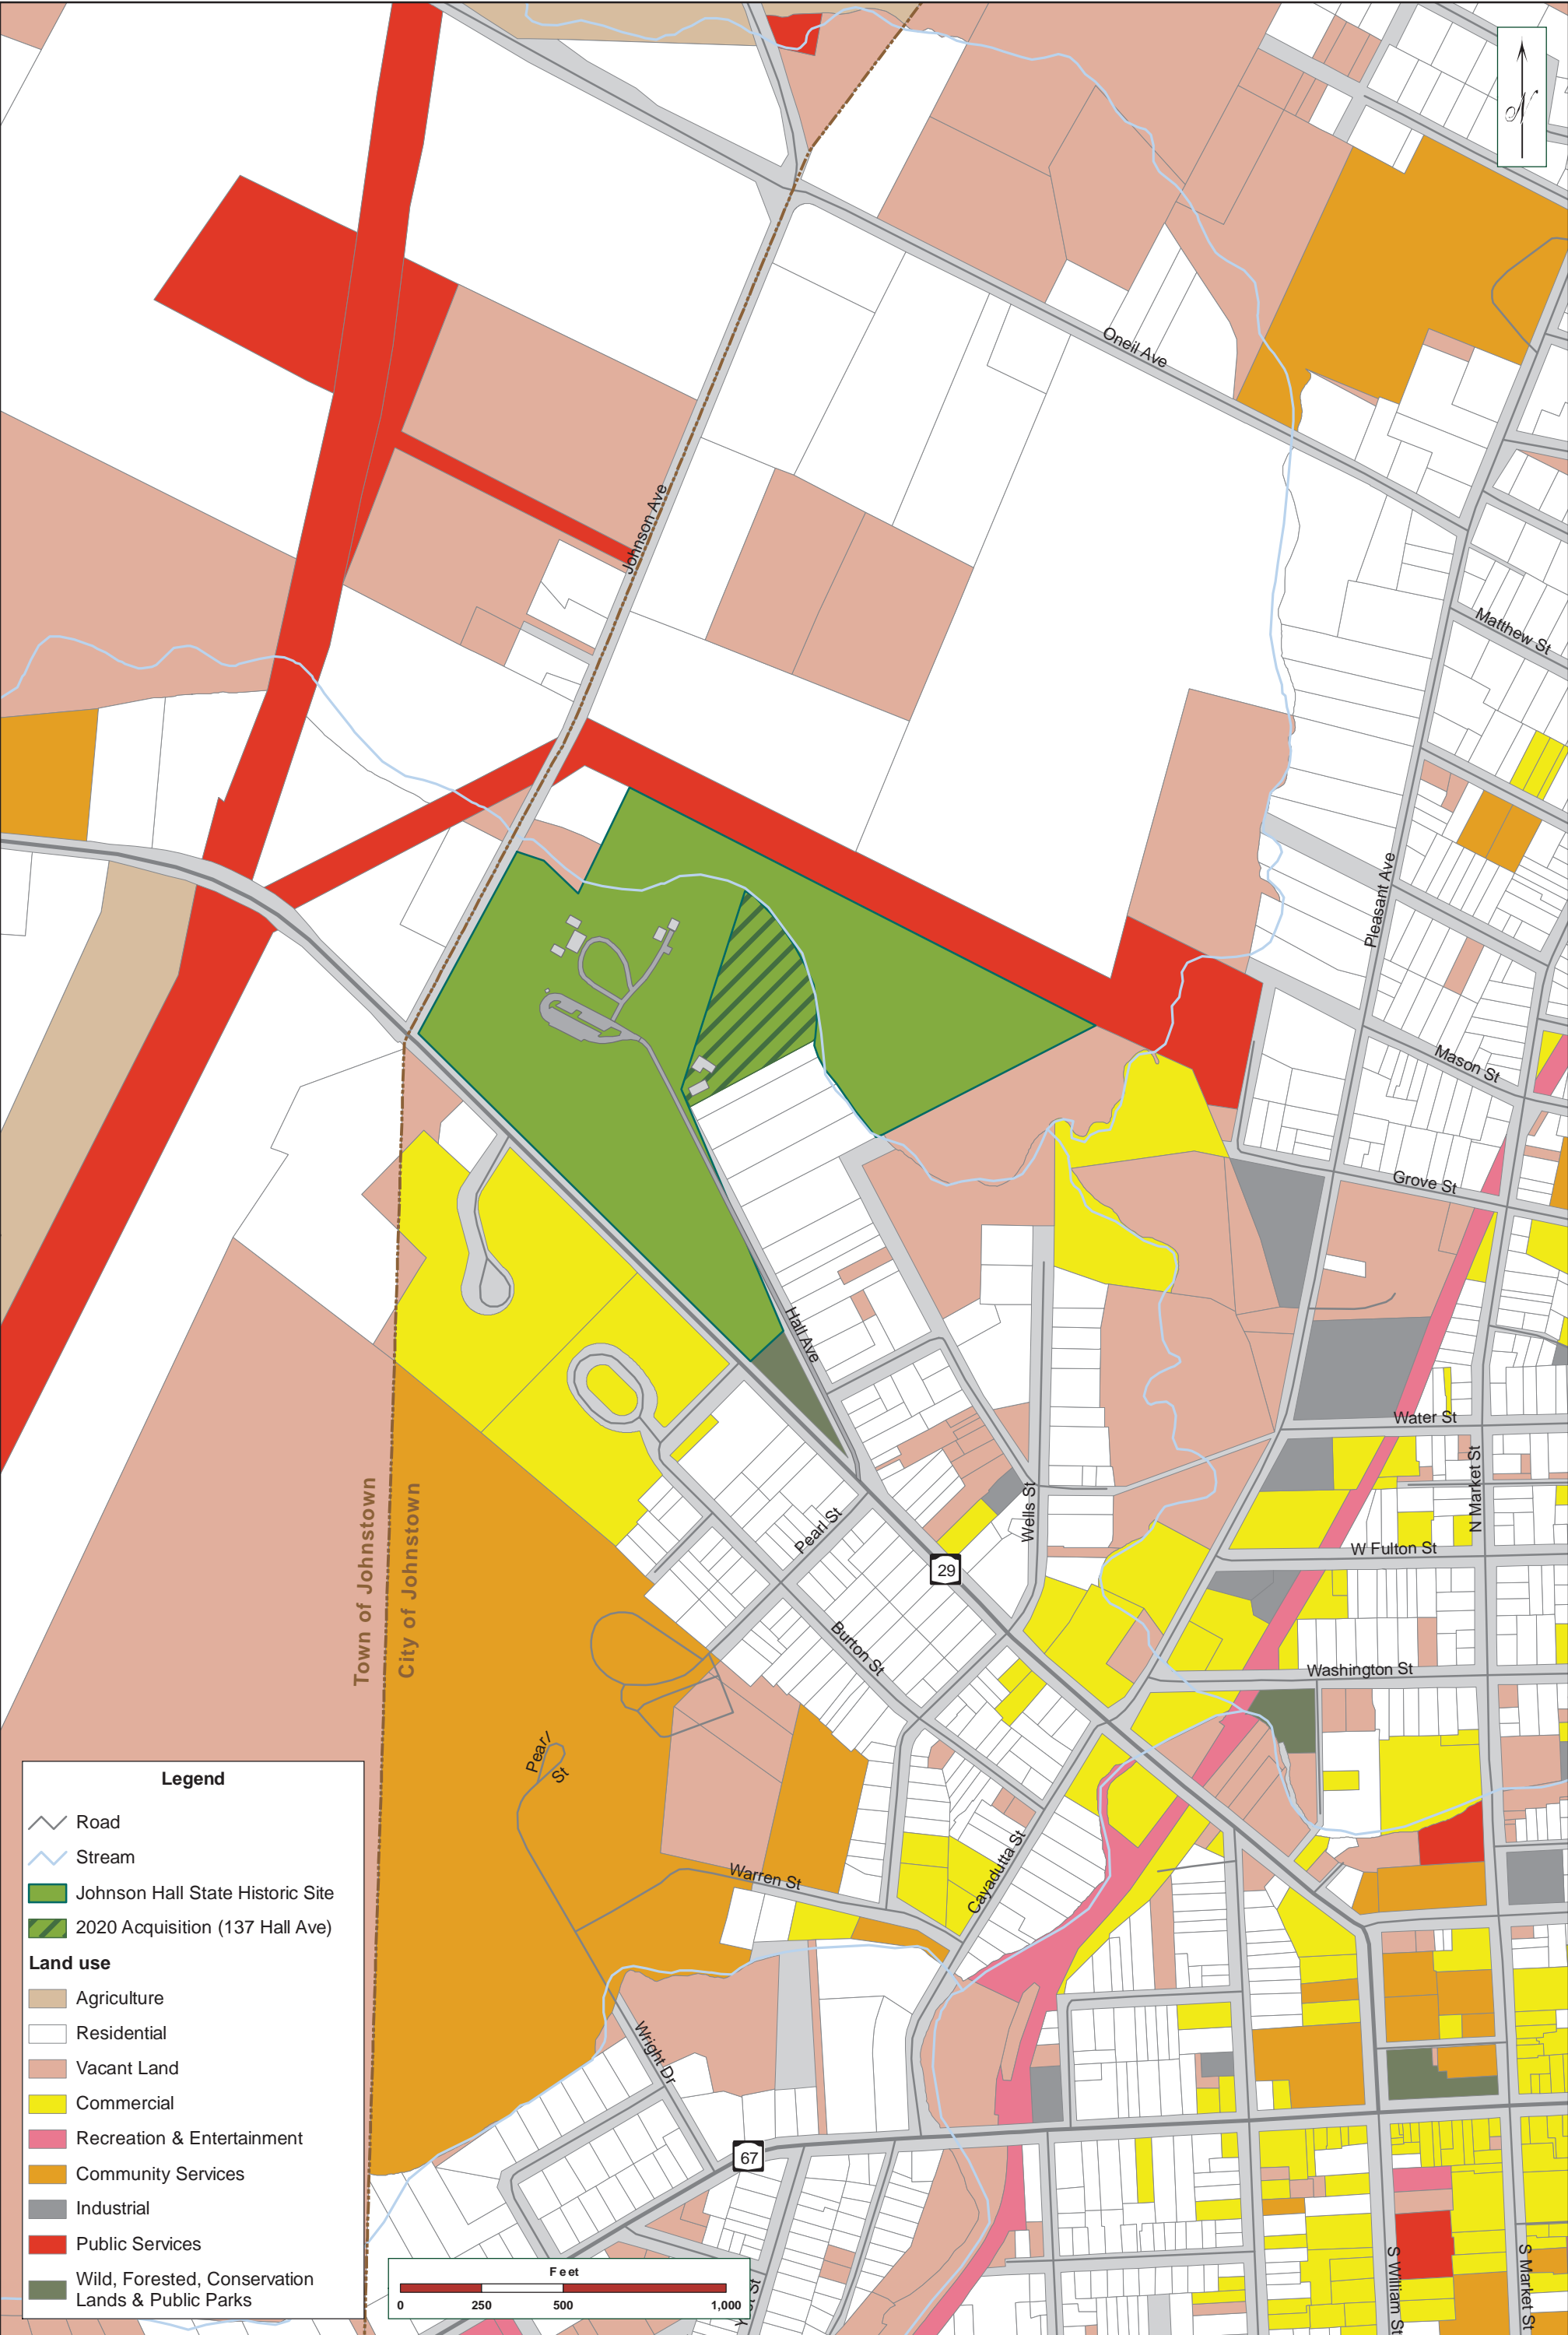 N
Oneil Ave
Johnson Ave
Matthew St
Pleasant Ave
Mason St
Grove St
Hall Ave
Water St
N Market St
Wells St
Pearl St
W Fulton St
29
Burton St
Washington St
Town of Johnstown
City of Johnstown
Pearl
St
Warren St
Cayadutta St
Wright Dr
67
S William St
S Market St
Legend
Road
Stream
Johnson Hall State Historic Site
2020 Acquisition (137 Hall Ave)
Land use
Agriculture
Residential
Vacant Land
Commercial
Recreation & Entertainment
Community Services
Industrial
Public Services
Wild, Forested, Conservation
Lands & Public Parks
Feet
0 250 500 1,000